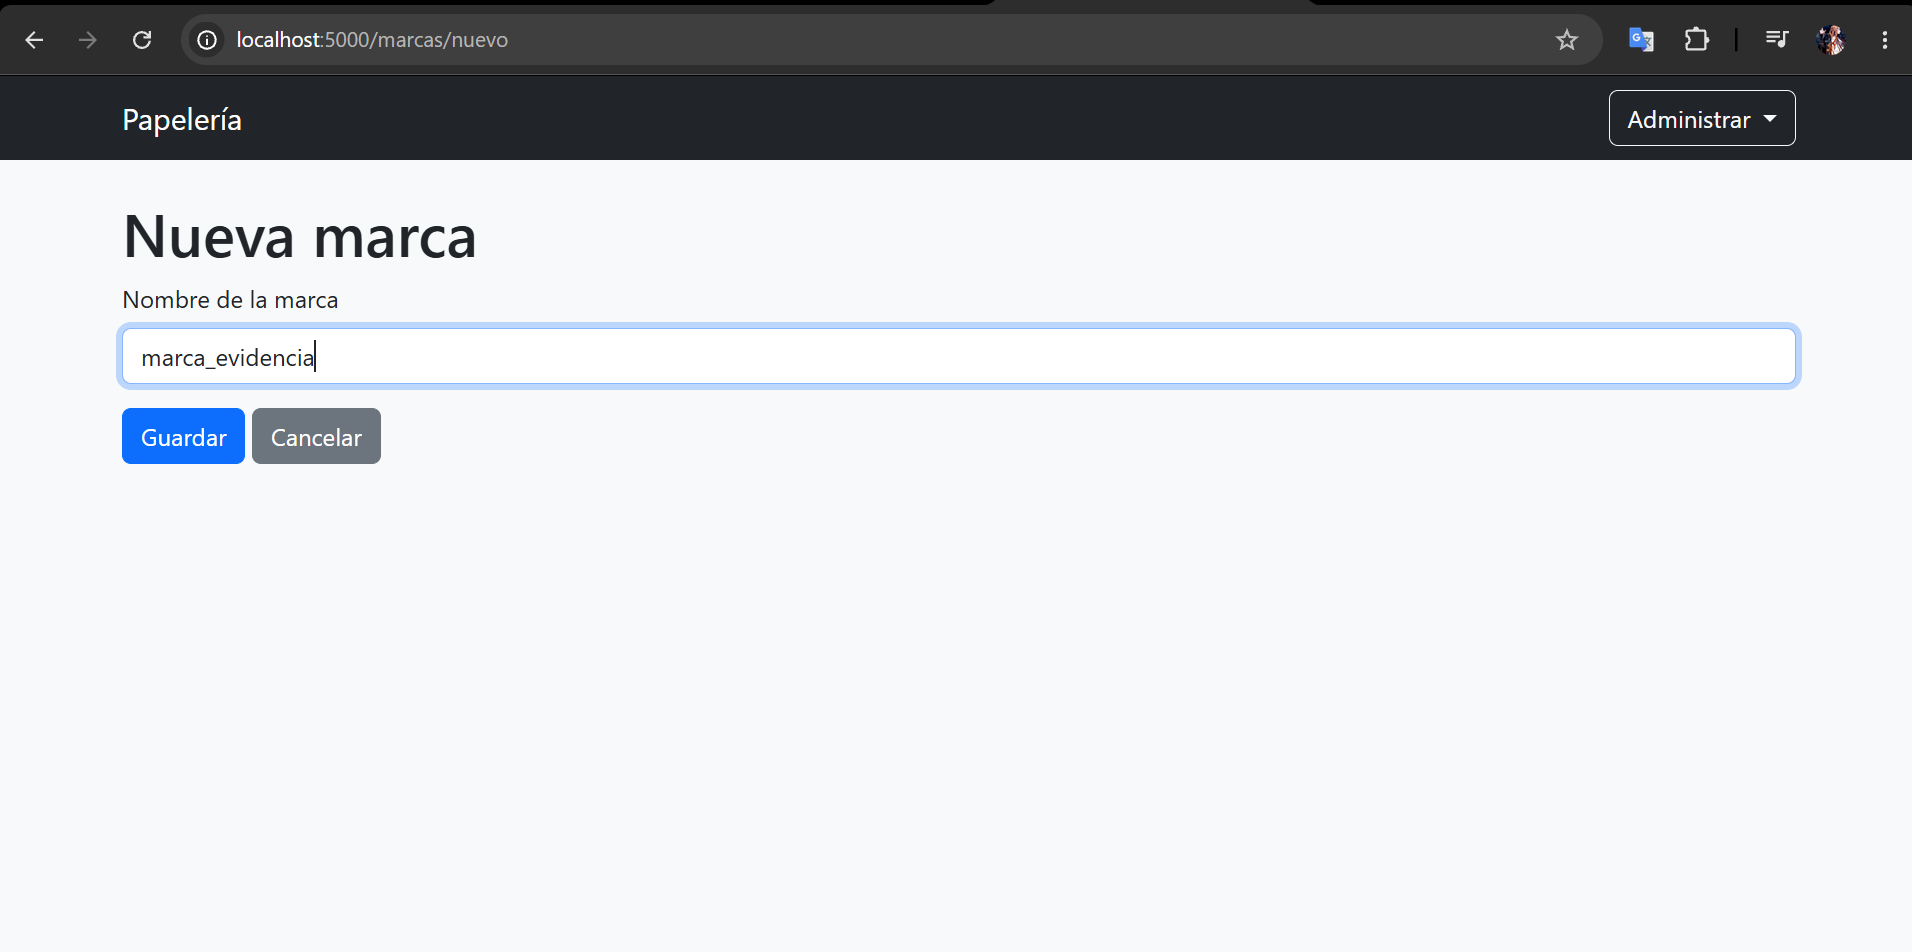 localhost:5000/marcas/nuevo
Papelería
Administrar
Nueva marca
Nombre de la marca
marca_evidencia
Guardar Cancelar